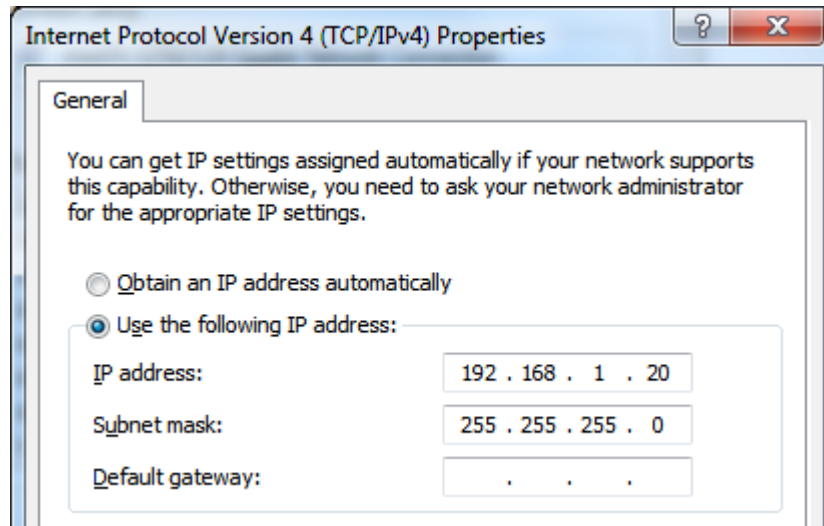 Internet Protocol Version 4 (TCP/IPv4) Properties
?
X
General
You can get IP settings assigned automatically if your network supports
this capability. Otherwise, you need to ask your network administrator
for the appropriate IP settings.
Obtain an IP address automatically
Use the following IP address:
IP address: 192 . 168 . 1 . 20
Subnet mask: 255 . 255 . 255 . 0
Default gateway: . . .